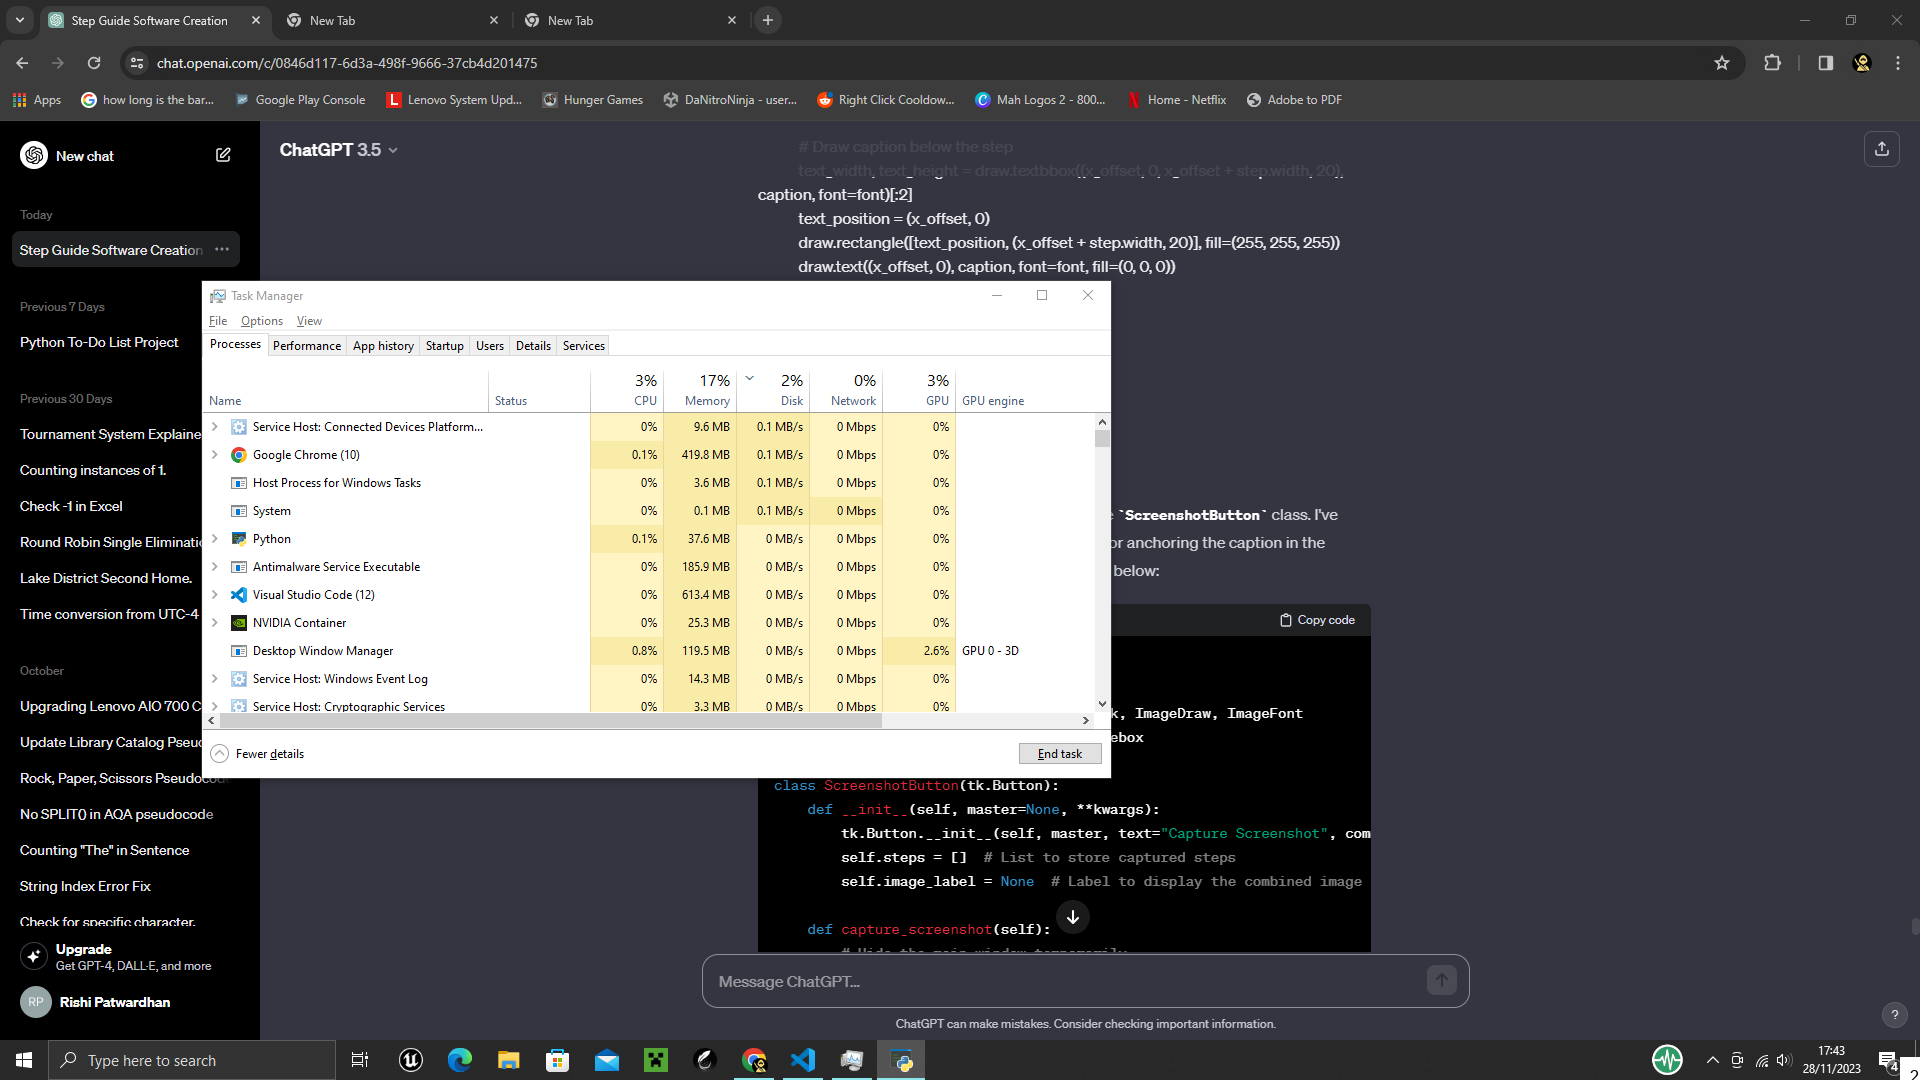 Step Guide Software Creation
New Tab
New Tab
chat.openai.com/c/0846d117-6d3a-498f-9666-37cb4d201475
Apps
how long is the bar...
Google Play Console
Lenovo System Upd...
Hunger Games
DaNitroNinja - user...
Right Click Cooldow...
Mah Logos 2 - 800...
Home - Netflix
Adobe to PDF
New chat
Today
Step Guide Software Creation
Previous 7 Days
Python To-Do List Project
Previous 30 Days
Tournament System Explaine
Counting instances of 1.
Check -1 in Excel
Round Robin Single Eliminatio
Lake District Second Home.
Time conversion from UTC-4
October
Upgrading Lenovo AIO 700 C
Update Library Catalog Pseu
Rock, Paper, Scissors Pseudocod
No SPLIT() in AQA pseudocode
Counting "The" in Sentence
String Index Error Fix
Check for specific character.
Upgrade
Get GPT-4, DALL·E, and more
RP
Rishi Patwardhan
ChatGPT 3.5
# Draw caption below the step
text_width, text_height = draw.textbbox((x_offset, 0, x_offset + step.width, 20),
caption, font=font)[:2]
text_position = (x_offset, 0)
draw.rectangle([text_position, (x_offset + step.width, 20)], fill=(255, 255, 255))
draw.text((x_offset, 0), caption, font=font, fill=(0, 0, 0))
Task Manager
File Options View
Processes Performance App history Startup Users Details Services
3% 17% 2% 0% 3%
Name Status CPU Memory Disk Network GPU GPU engine
Service Host: Connected Devices Platform... 0% 9.6 MB 0.1 MB/s 0 Mbps 0%
Google Chrome (10) 0.1% 419.8 MB 0.1 MB/s 0 Mbps 0%
Host Process for Windows Tasks 0% 3.6 MB 0.1 MB/s 0 Mbps 0%
System 0% 0.1 MB 0.1 MB/s 0 Mbps 0%
Python 0.1% 37.6 MB 0 MB/s 0 Mbps 0%
Antimalware Service Executable 0% 185.9 MB 0 MB/s 0 Mbps 0%
Visual Studio Code (12) 0% 613.4 MB 0 MB/s 0 Mbps 0%
NVIDIA Container 0% 25.3 MB 0 MB/s 0 Mbps 0%
Desktop Window Manager 0.8% 119.5 MB 0 MB/s 0 Mbps 2.6% GPU 0 - 3D
Service Host: Windows Event Log 0% 14.3 MB 0 MB/s 0 Mbps 0%
Service Host: Cryptographic Services 0% 3.3 MB 0 MB/s 0 Mbps 0%
Fewer details
End task
e `ScreenshotButton` class. I've
or anchoring the caption in the
below:
Copy code
k, ImageDraw, ImageFont
ebox
class ScreenshotButton(tk.Button):
def __init__(self, master=None, **kwargs):
tk.Button.__init__(self, master, text="Capture Screenshot", com
self.steps = [] # List to store captured steps
self.image_label = None # Label to display the combined image
def capture_screenshot(self):
# Hide the main window temporarily
Message ChatGPT...
ChatGPT can make mistakes. Consider checking important information.
?
Type here to search
17:43
28/11/2023
4
2